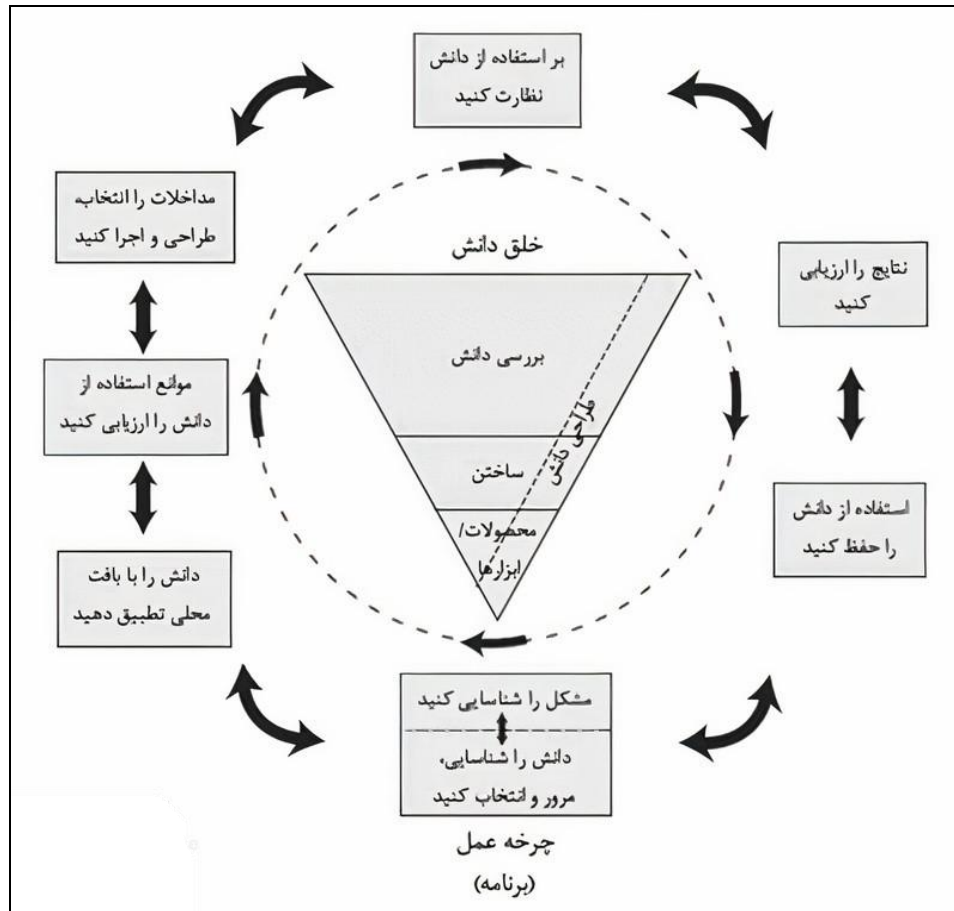 بر استفاده از دانش
نظارت کنید
مداخلات را انتخاب،
طراحی و اجرا کنید
خلق دانش
نتایج را ارزیابی
کنید
بررسی دانش
موانع استفاده از
دانش را ارزیابی کنید
طراحی دانش
ساختن
استفاده از دانش
را حفظ کنید
محصولات/
ابزارها
دانش را با بافت
محلی تطبیق دهید
مشکل را شناسایی کنید
دانش را شناسایی،
مرور و انتخاب کنید
چرخه عمل
(برنامه)